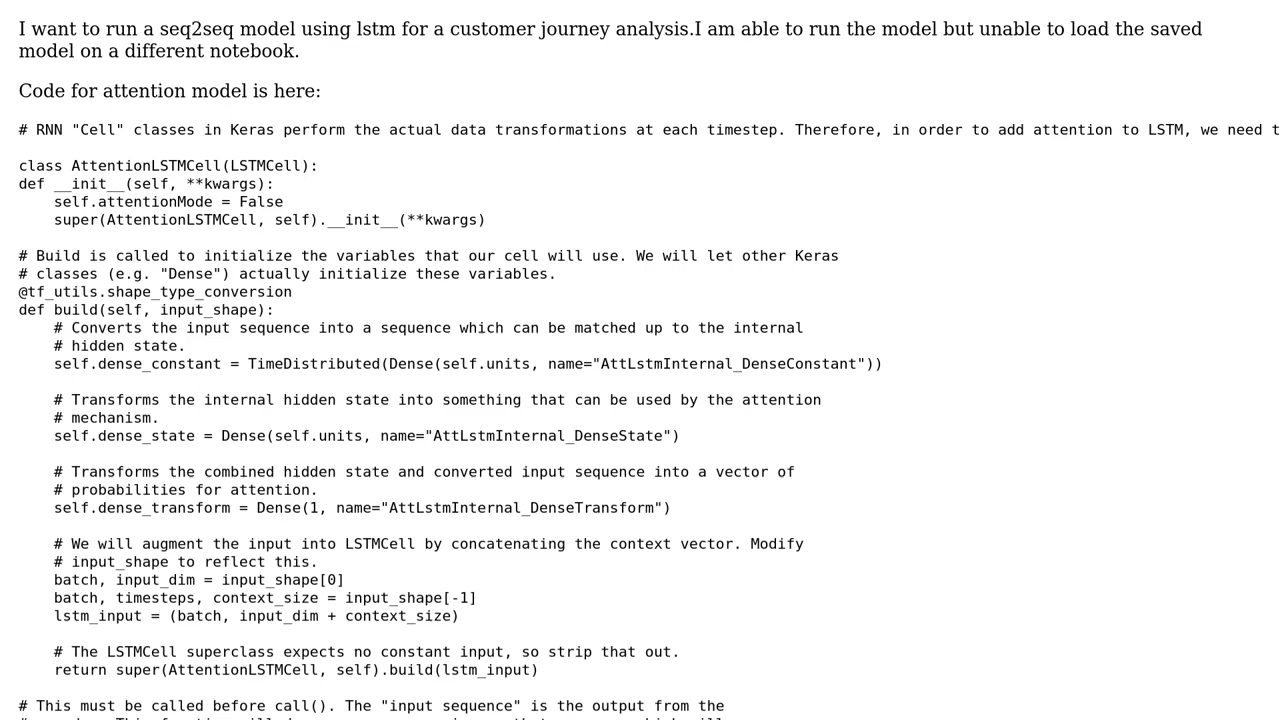 I want to run a seq2seq model using lstm for a customer journey analysis.I am able to run the model but unable to load the saved
model on a different notebook.
Code for attention model is here:
# RNN "Cell" classes in Keras perform the actual data transformations at each timestep. Therefore, in order to add attention to LSTM, we need
class AttentionLSTMCell(LSTMCell):
def __init__(self, **kwargs):
    self.attentionMode = False
    super(AttentionLSTMCell, self).__init__(**kwargs)
# Build is called to initialize the variables that our cell will use. We will let other Keras
# classes (e.g. "Dense") actually initialize these variables.
@tf_utils.shape_type_conversion
def build(self, input_shape):
    # Converts the input sequence into a sequence which can be matched up to the internal
    # hidden state.
    self.dense_constant = TimeDistributed(Dense(self.units, name="AttLstmInternal_DenseConstant"))
    # Transforms the internal hidden state into something that can be used by the attention
    # mechanism.
    self.dense_state = Dense(self.units, name="AttLstmInternal_DenseState")
    # Transforms the combined hidden state and converted input sequence into a vector of
    # probabilities for attention.
    self.dense_transform = Dense(1, name="AttLstmInternal_DenseTransform")
    # We will augment the input into LSTMCell by concatenating the context vector. Modify
    # input_shape to reflect this.
    batch, input_dim = input_shape[0]
    batch, timesteps, context_size = input_shape[-1]
    lstm_input = (batch, input_dim + context_size)
    # The LSTMCell superclass expects no constant input, so strip that out.
    return super(AttentionLSTMCell, self).build(lstm_input)
# This must be called before call(). The "input sequence" is the output from the